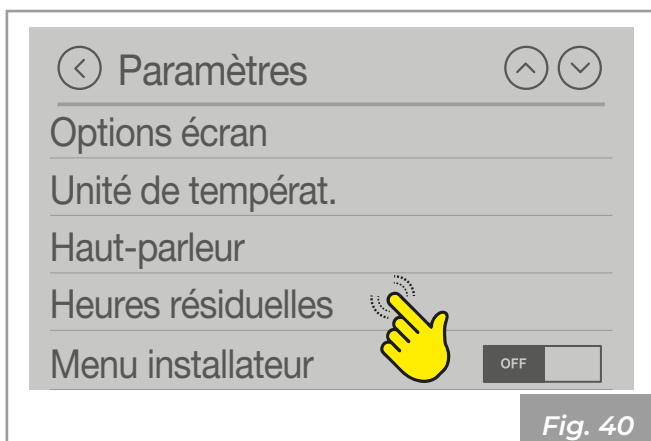 Paramètres
Options écran
Unité de températ.
Haut-parleur
Heures résiduelles
Menu installateur OFF
Fig. 40